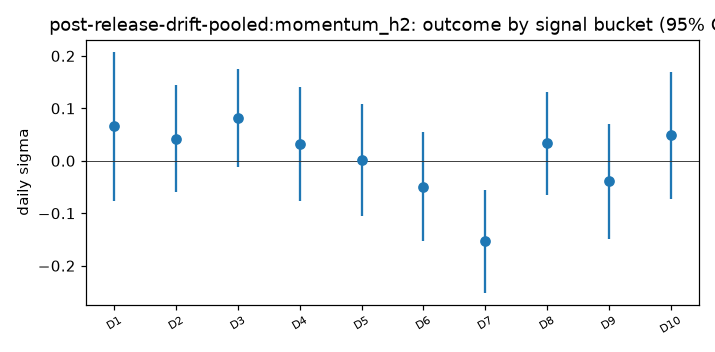 post-release-drift-pooled:momentum_h2: outcome by signal bucket (95%
daily sigma
0.2
0.1
0.0
−0.1
−0.2
D1 D2 D3 D4 D5 D6 D7 D8 D9 D10